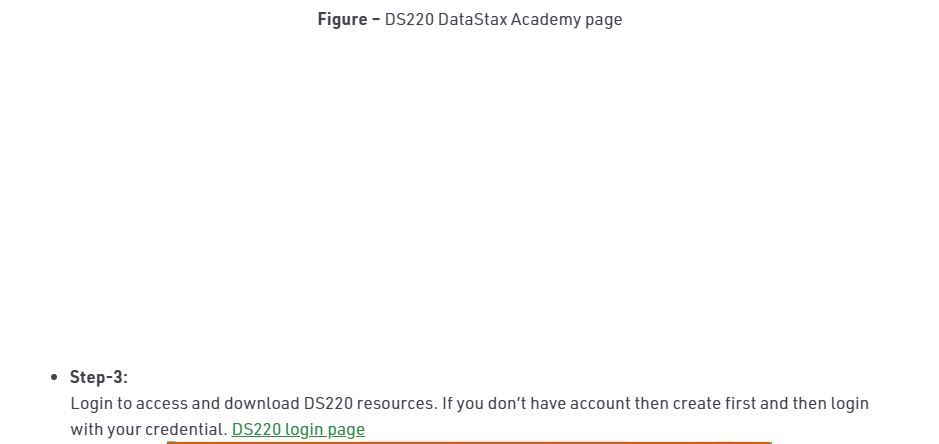 Figure – DS220 DataStax Academy page
• Step-3:
Login to access and download DS220 resources. If you don’t have account then create first and then login
with your credential. DS220 login page